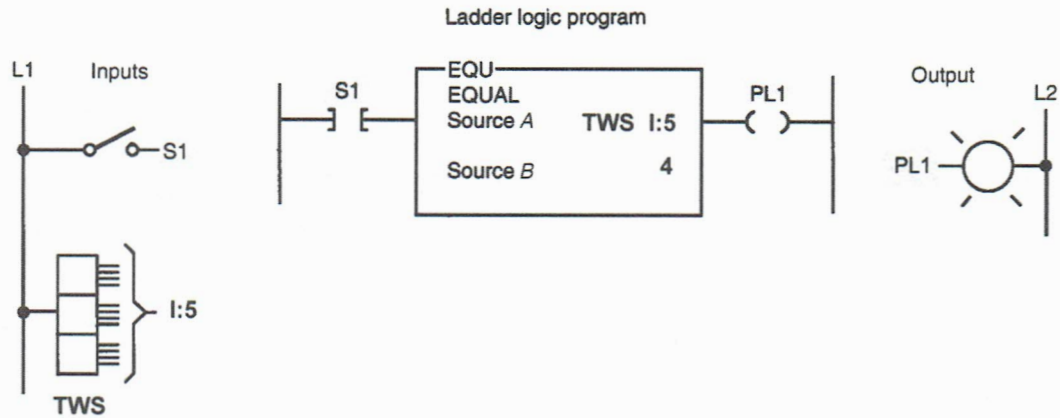 Ladder logic program
L1
Inputs
S1
I:5
TWS
S1
EQU
EQUAL
Source A TWS I:5
Source B 4
PL1
Output
L2
PL1